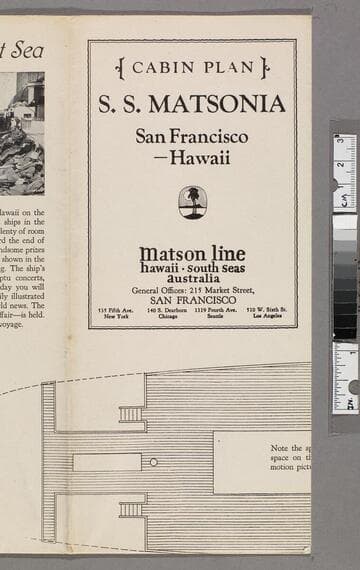 t Sea
awaii on the
ships in the
lenty of room
rd the end of
ndsome prizes
shown in the
g. The ship's
ptu concerts,
day you will
ily illustrated
ld news. The
ffair—is held.
voyage.
{ CABIN PLAN }
S. S. MATSONIA
San Francisco
—Hawaii
matson line
hawaii · south seas
australia
General Offices: 215 Market Street,
SAN FRANCISCO
535 Fifth Ave. 140 S. Dearborn 1319 Fourth Ave. 510 W. Sixth St.
New York Chicago Seattle Los Angeles
Note the sp
space on th
motion pict
CM 1 2 3
IN. 1